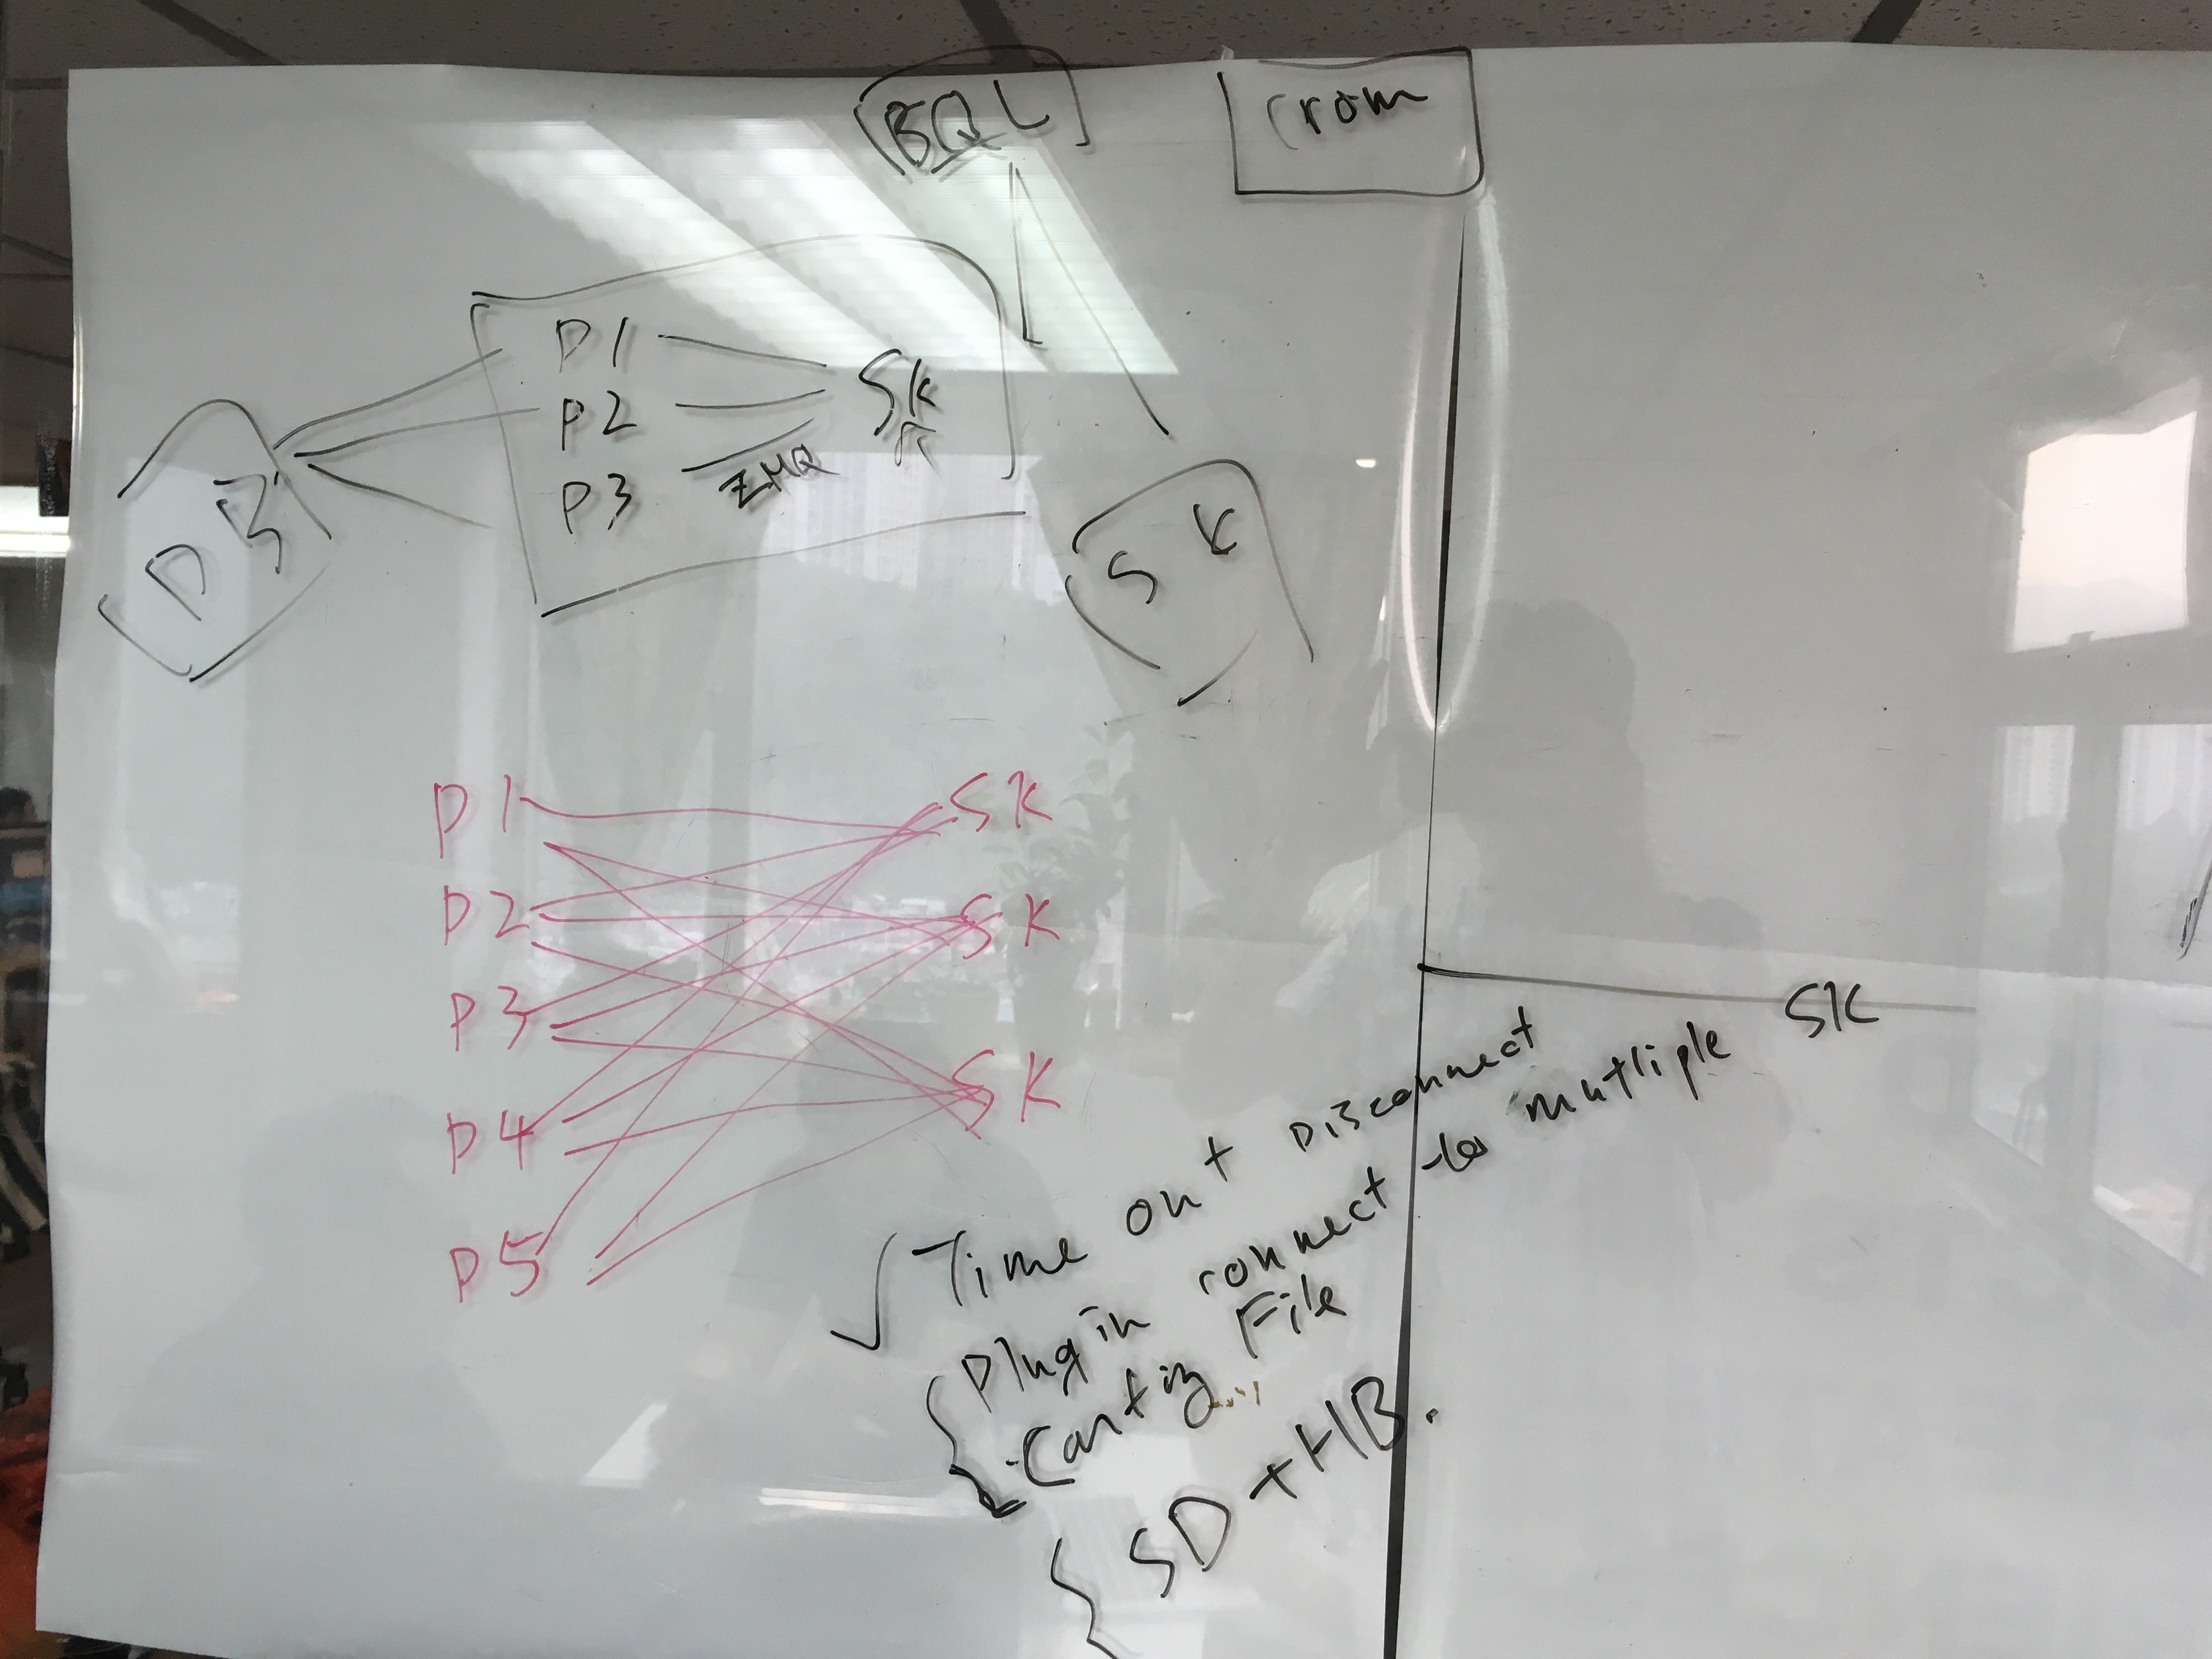 BQL
crom
P1
P2
P3
ZMQ
SK
DB
SK
P1
P2
P3
P4
P5
SK
SK
SK
Time out Disconnect
Plugin connect to mutliple SK
Config File
SD + HB.